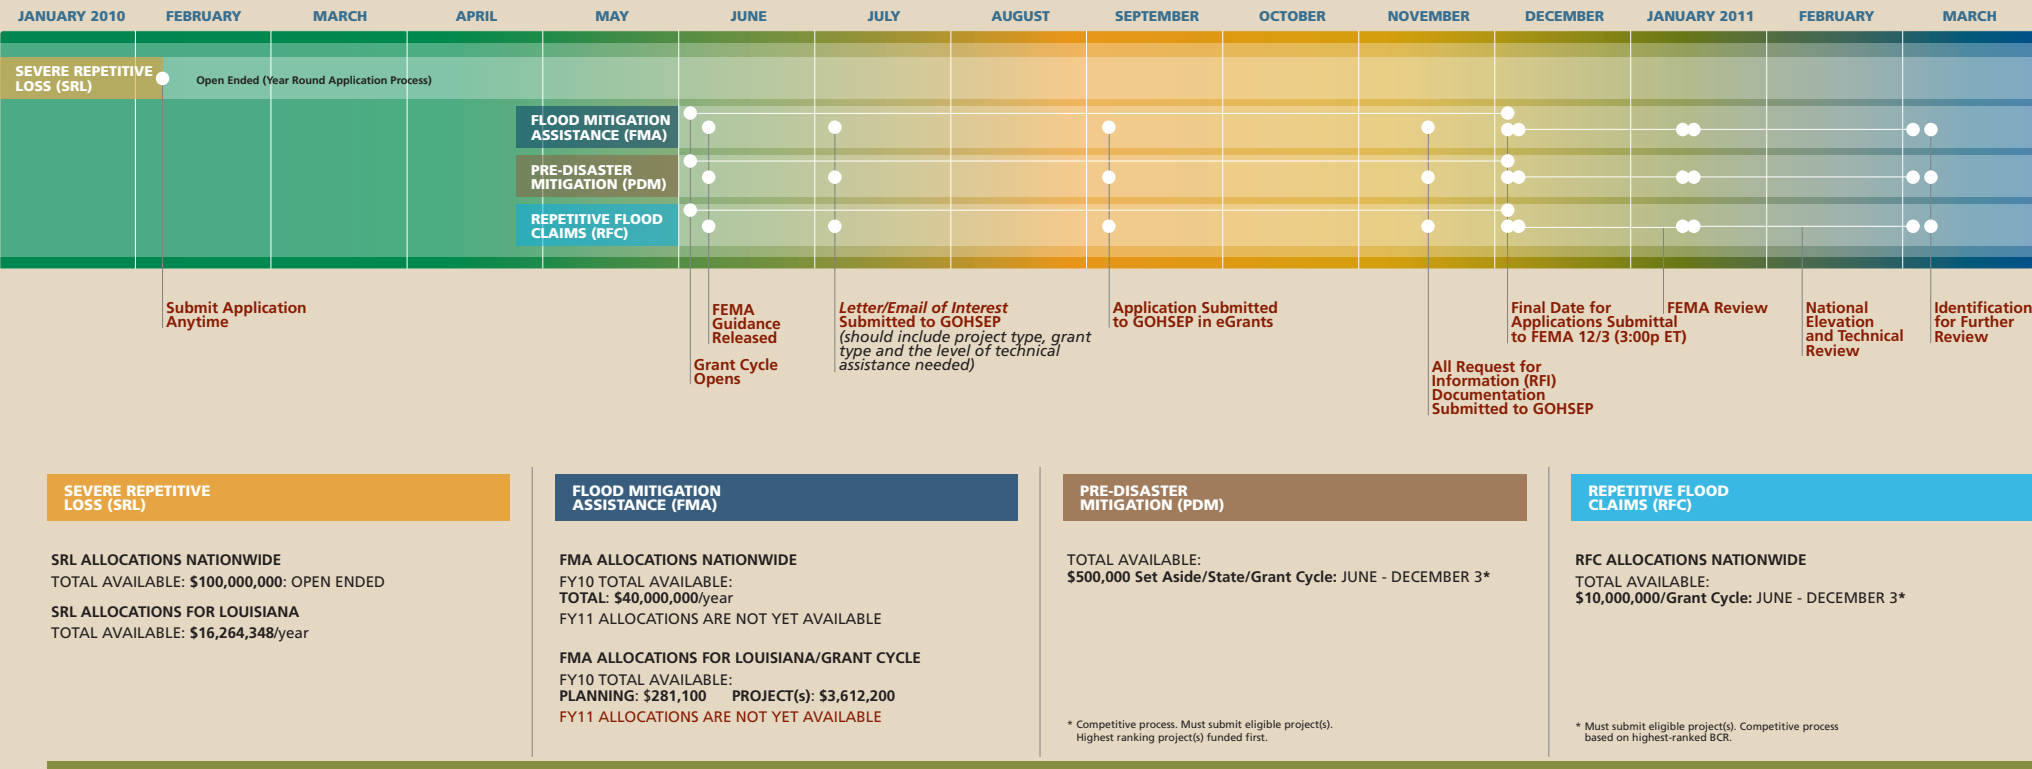 JANUARY 2010 FEBRUARY MARCH APRIL MAY JUNE JULY AUGUST SEPTEMBER OCTOBER NOVEMBER DECEMBER JANUARY 2011 FEBRUARY MARCH
SEVERE REPETITIVE
LOSS (SRL)
Open Ended (Year Round Application Process)
FLOOD MITIGATION
ASSISTANCE (FMA)
PRE-DISASTER
MITIGATION (PDM)
REPETITIVE FLOOD
CLAIMS (RFC)
Submit Application
Anytime
FEMA
Guidance
Released
Grant Cycle
Opens
Letter/Email of Interest
Submitted to GOHSEP
(should include project type, grant
type and the level of technical
assistance needed)
Application Submitted
to GOHSEP in eGrants
All Request for
Information (RFI)
Documentation
Submitted to GOHSEP
Final Date for
Applications Submittal
to FEMA 12/3 (3:00p ET)
FEMA Review
National
Elevation
and Technical
Review
Identification
for Further
Review
SEVERE REPETITIVE
LOSS (SRL)
SRL ALLOCATIONS NATIONWIDE
TOTAL AVAILABLE: $100,000,000: OPEN ENDED
SRL ALLOCATIONS FOR LOUISIANA
TOTAL AVAILABLE: $16,264,348/year
FLOOD MITIGATION
ASSISTANCE (FMA)
FMA ALLOCATIONS NATIONWIDE
FY10 TOTAL AVAILABLE:
TOTAL: $40,000,000/year
FY11 ALLOCATIONS ARE NOT YET AVAILABLE
FMA ALLOCATIONS FOR LOUISIANA/GRANT CYCLE
FY10 TOTAL AVAILABLE:
PLANNING: $281,100 PROJECT(s): $3,612,200
FY11 ALLOCATIONS ARE NOT YET AVAILABLE
PRE-DISASTER
MITIGATION (PDM)
TOTAL AVAILABLE:
$500,000 Set Aside/State/Grant Cycle: JUNE - DECEMBER 3*
* Competitive process. Must submit eligible project(s).
Highest ranking project(s) funded first.
REPETITIVE FLOOD
CLAIMS (RFC)
RFC ALLOCATIONS NATIONWIDE
TOTAL AVAILABLE:
$10,000,000/Grant Cycle: JUNE - DECEMBER 3*
* Must submit eligible project(s). Competitive process
based on highest-ranked BCR.